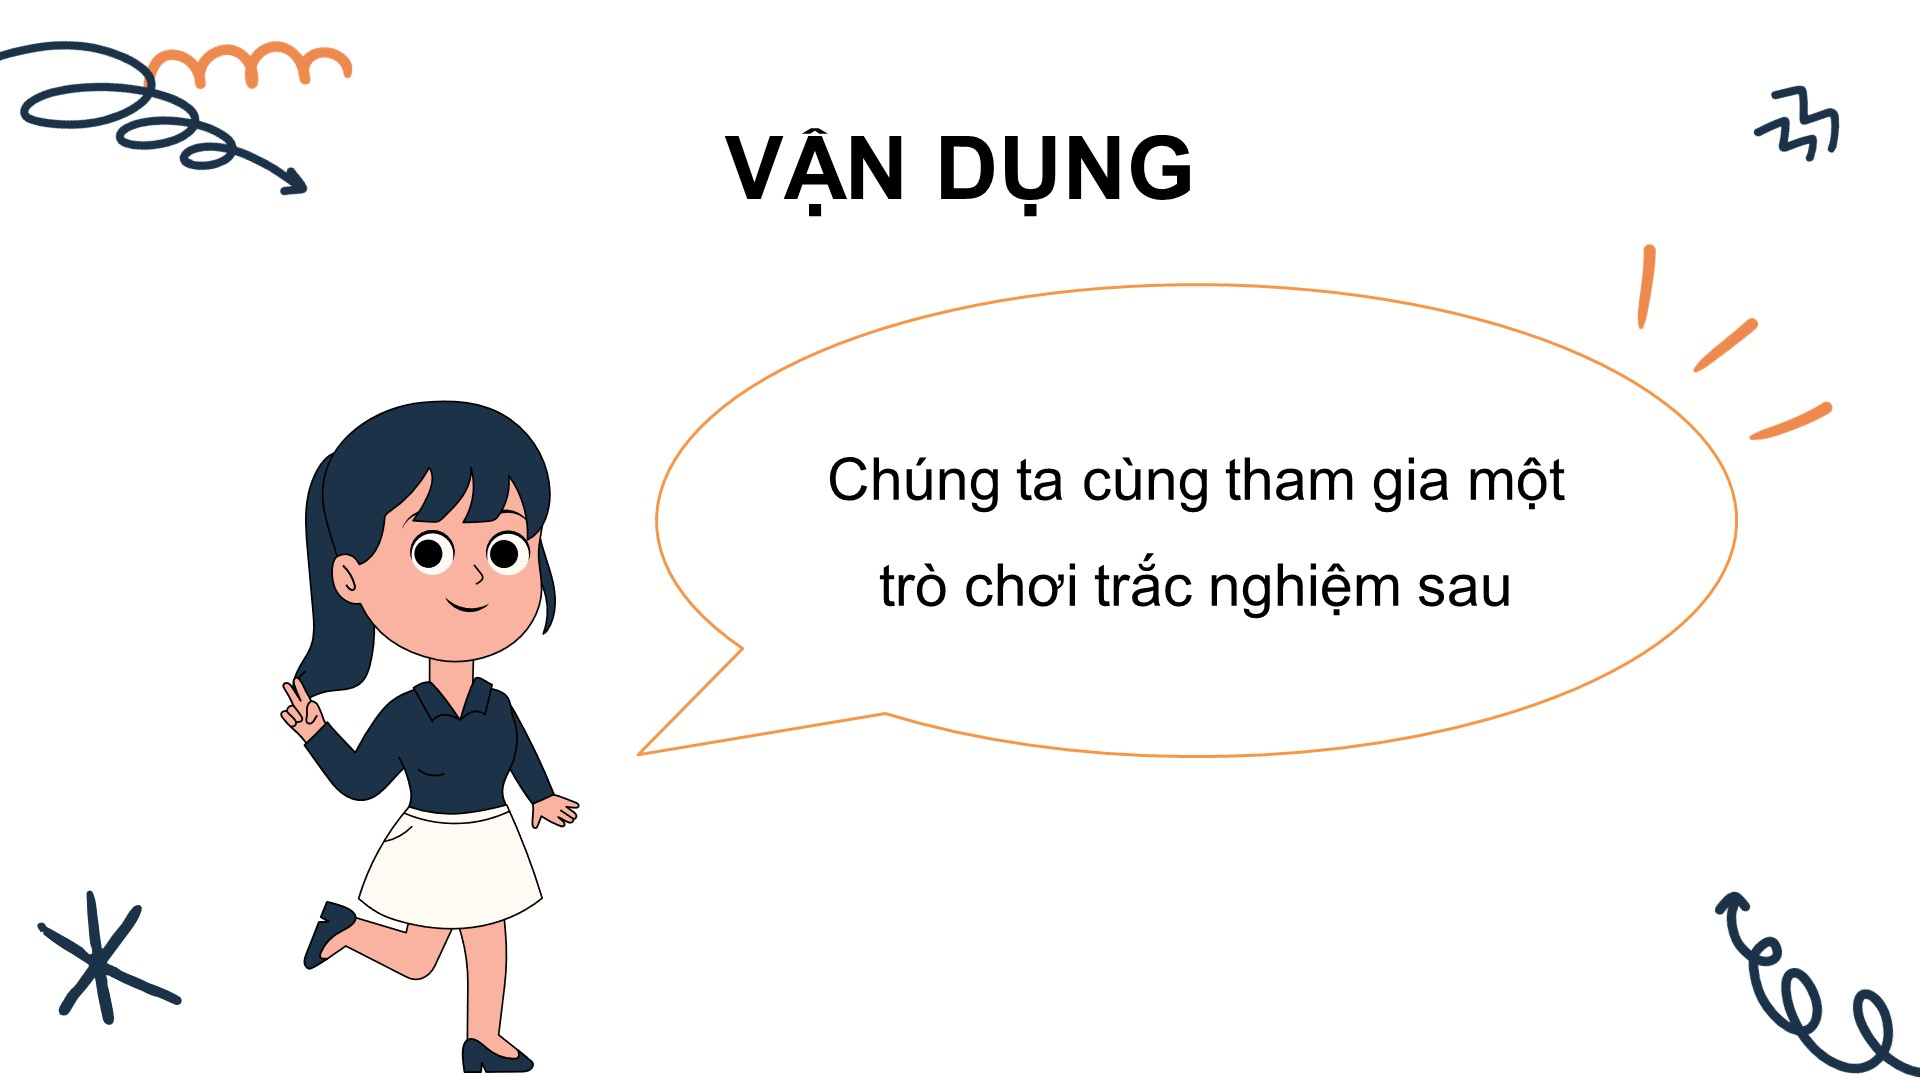 VẬN DỤNG
Chúng ta cùng tham gia một
trò chơi trắc nghiệm sau